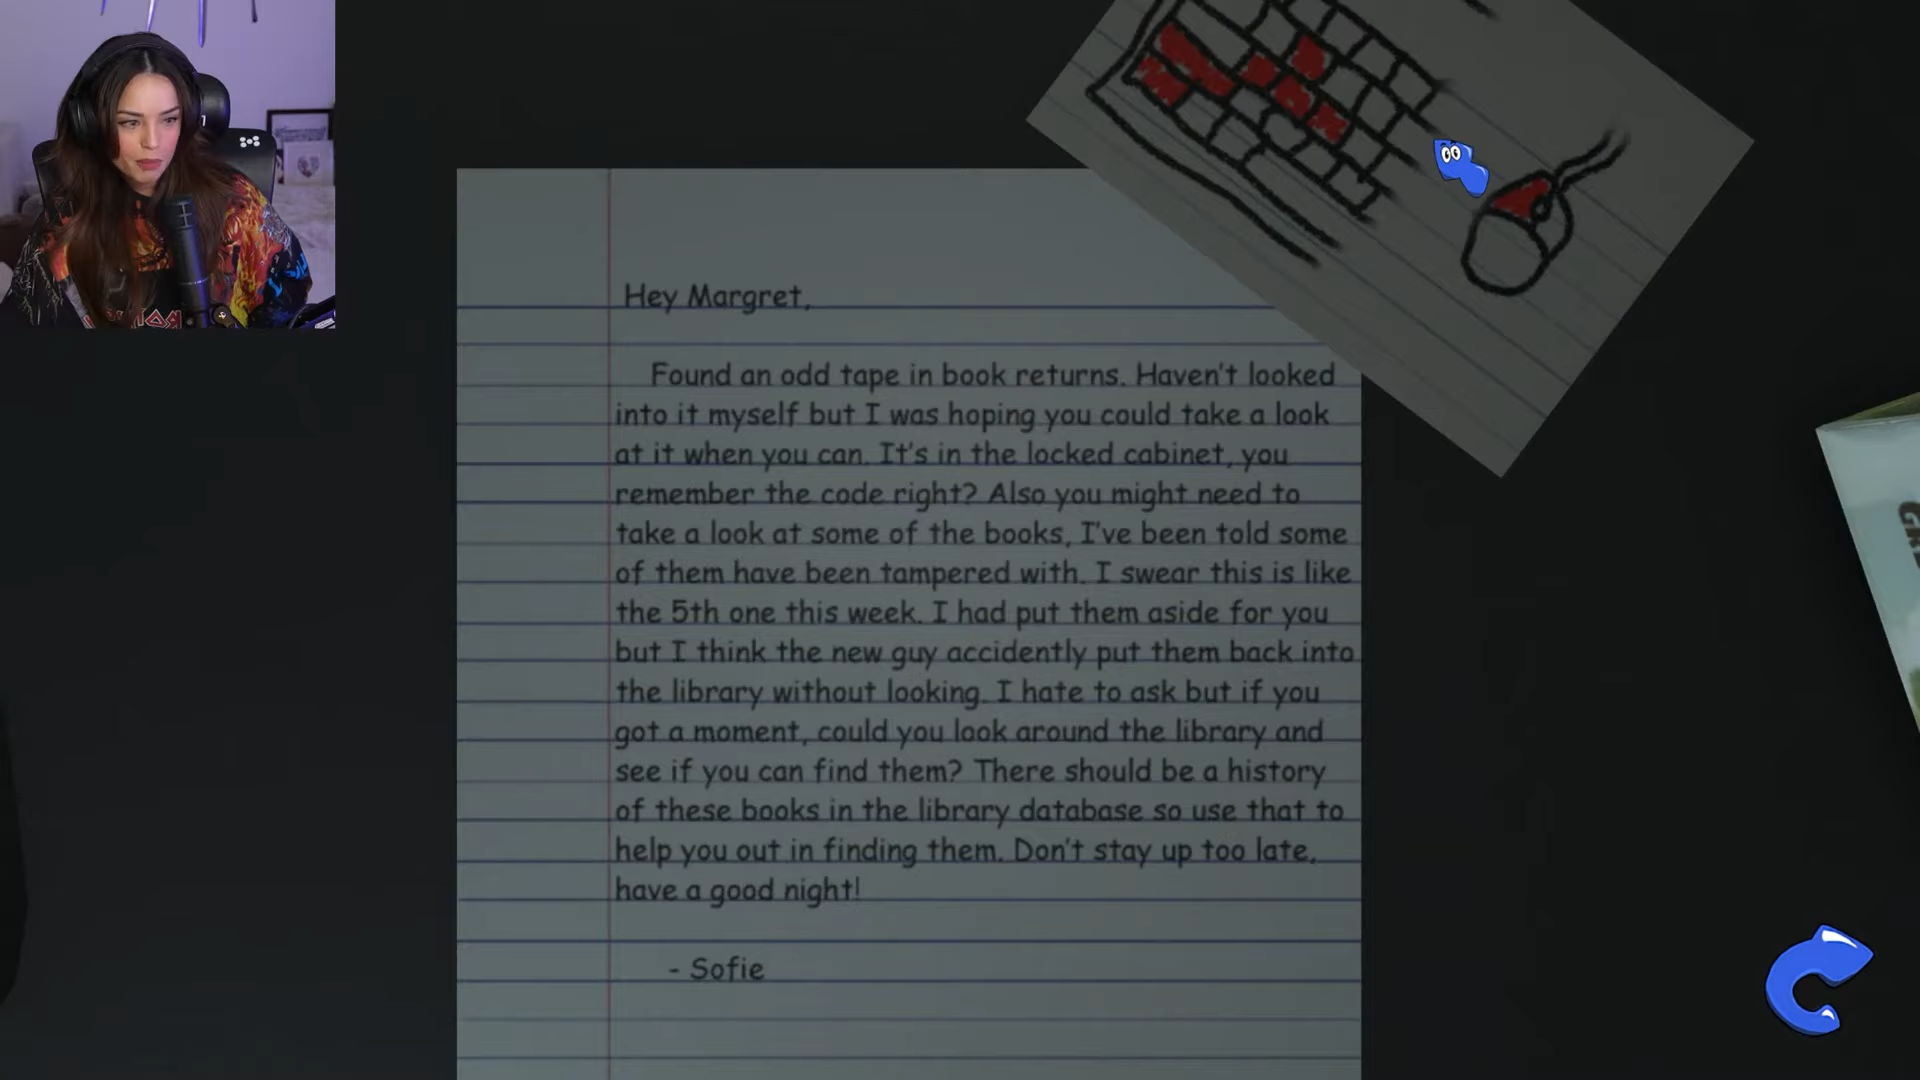 Hey Margret,
Found an odd tape in book returns. Haven't looked
into it myself but I was hoping you could take a look
at it when you can. It's in the locked cabinet, you
remember the code right? Also you might need to
take a look at some of the books, I've been told some
of them have been tampered with. I swear this is like
the 5th one this week. I had put them aside for you
but I think the new guy accidently put them back into
the library without looking. I hate to ask but if you
got a moment, could you look around the library and
see if you can find them? There should be a history
of these books in the library database so use that to
help you out in finding them. Don't stay up too late,
have a good night!
- Sofie